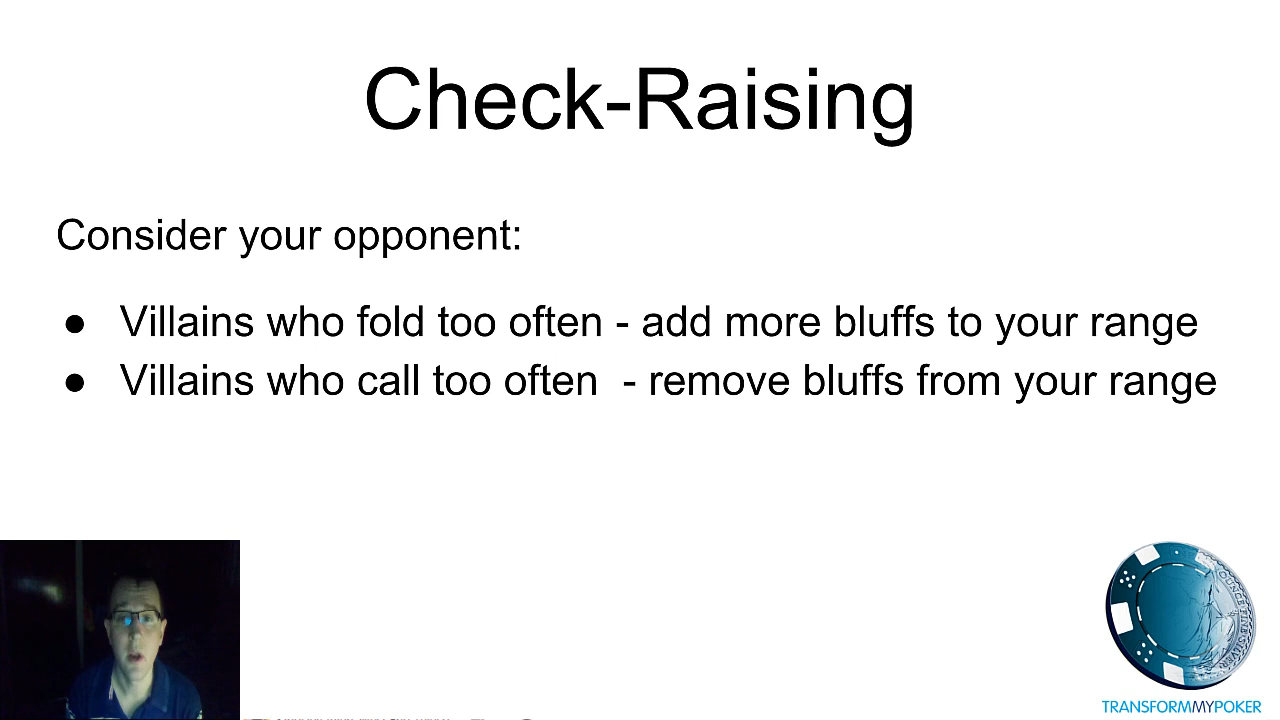 Check-Raising
Consider your opponent:
● Villains who fold too often - add more bluffs to your range
● Villains who call too often - remove bluffs from your range
TRANSFORMMYPOKER